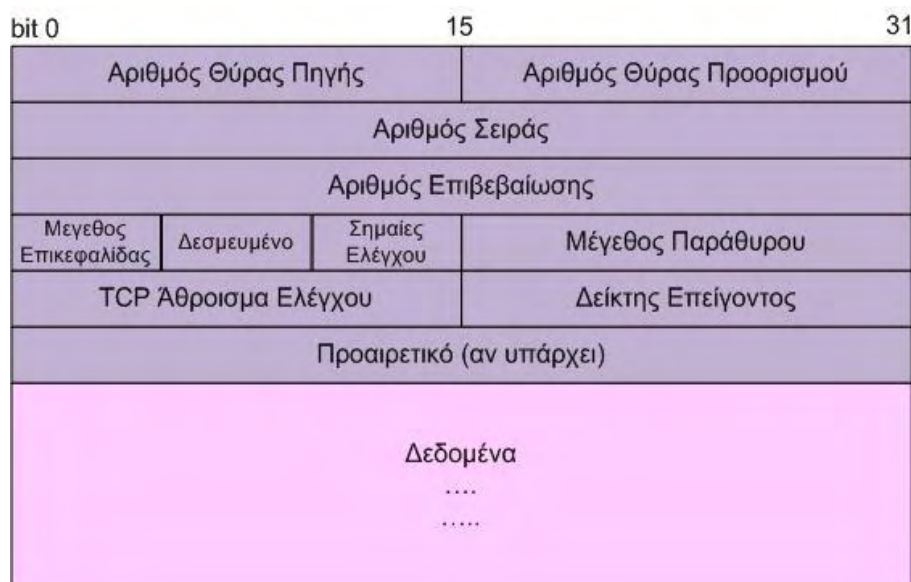 bit 0 15 31
Αριθμός Θύρας Πηγής Αριθμός Θύρας Προορισμού
Αριθμός Σειράς
Αριθμός Επιβεβαίωσης
Μεγεθος
Επικεφαλίδας
Δεσμευμένο
Σημαίες
Ελέγχου
Μέγεθος Παράθυρου
TCP Άθροισμα Ελέγχου Δείκτης Επείγοντος
Προαιρετικό (αν υπάρχει)
Δεδομένα
....
.....